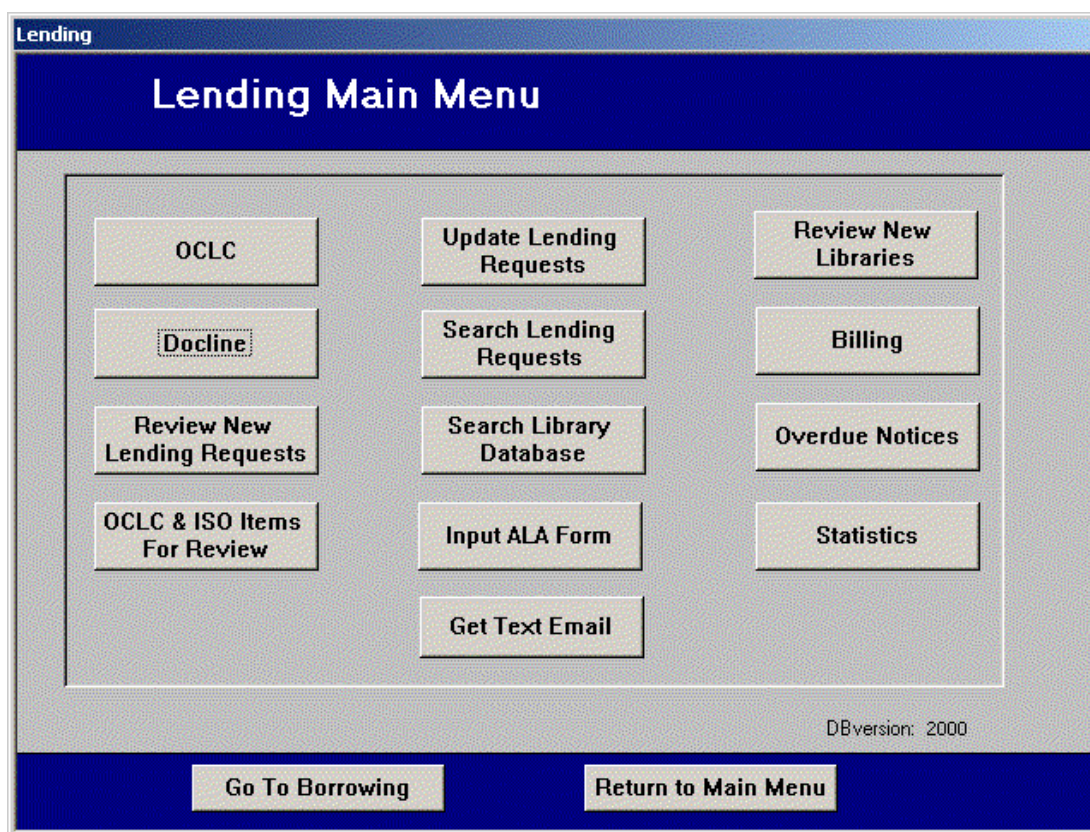 Lending
Lending Main Menu
OCLC
Update Lending
Requests
Review New
Libraries
Docline
Search Lending
Requests
Billing
Review New
Lending Requests
Search Library
Database
Overdue Notices
OCLC & ISO Items
For Review
Input ALA Form
Statistics
Get Text Email
DBversion: 2000
Go To Borrowing
Return to Main Menu